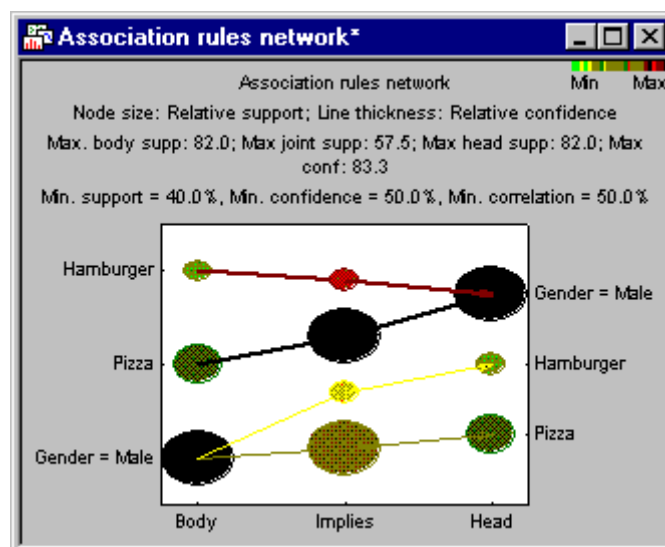 Association rules network*
Association rules network
Min Max
Node size: Relative support; Line thickness: Relative confidence
Max. body supp: 82.0; Max joint supp: 57.5; Max head supp: 82.0; Max
conf: 83.3
Min. support = 40.0%, Min. confidence = 50.0%, Min. correlation = 50.0%
Hamburger
Gender = Male
Pizza
Hamburger
Gender = Male
Pizza
Body Implies Head